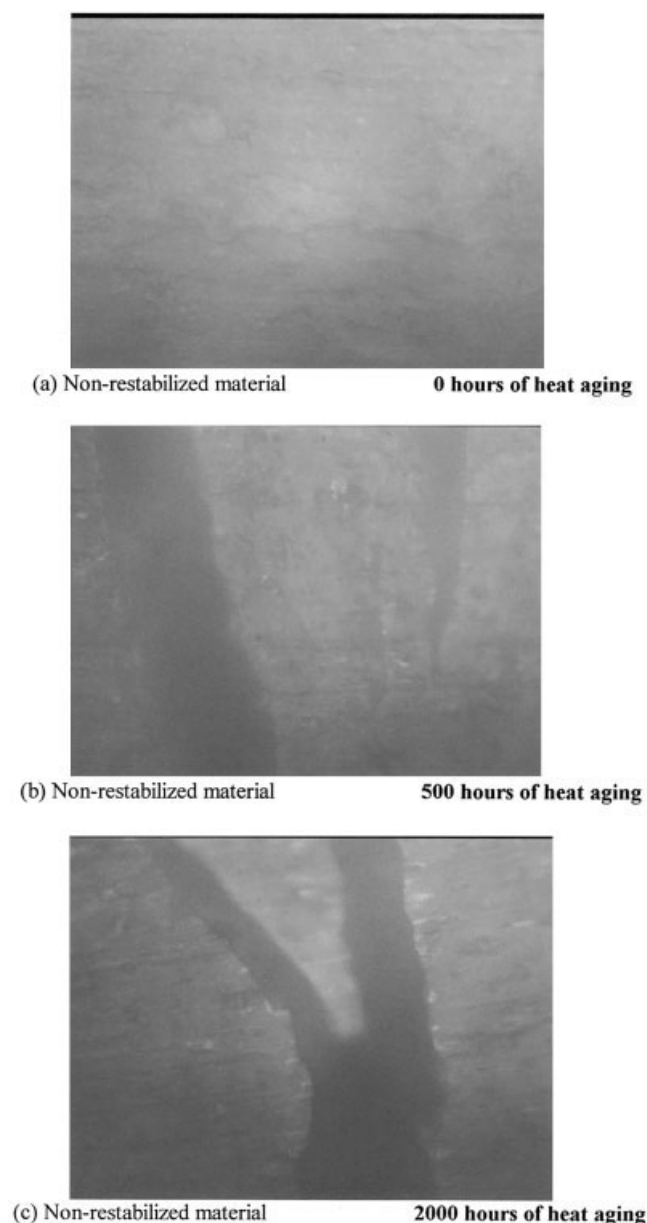 (a) Non-restabilized material 0 hours of heat aging
(b) Non-restabilized material 500 hours of heat aging
(c) Non-restabilized material 2000 hours of heat aging